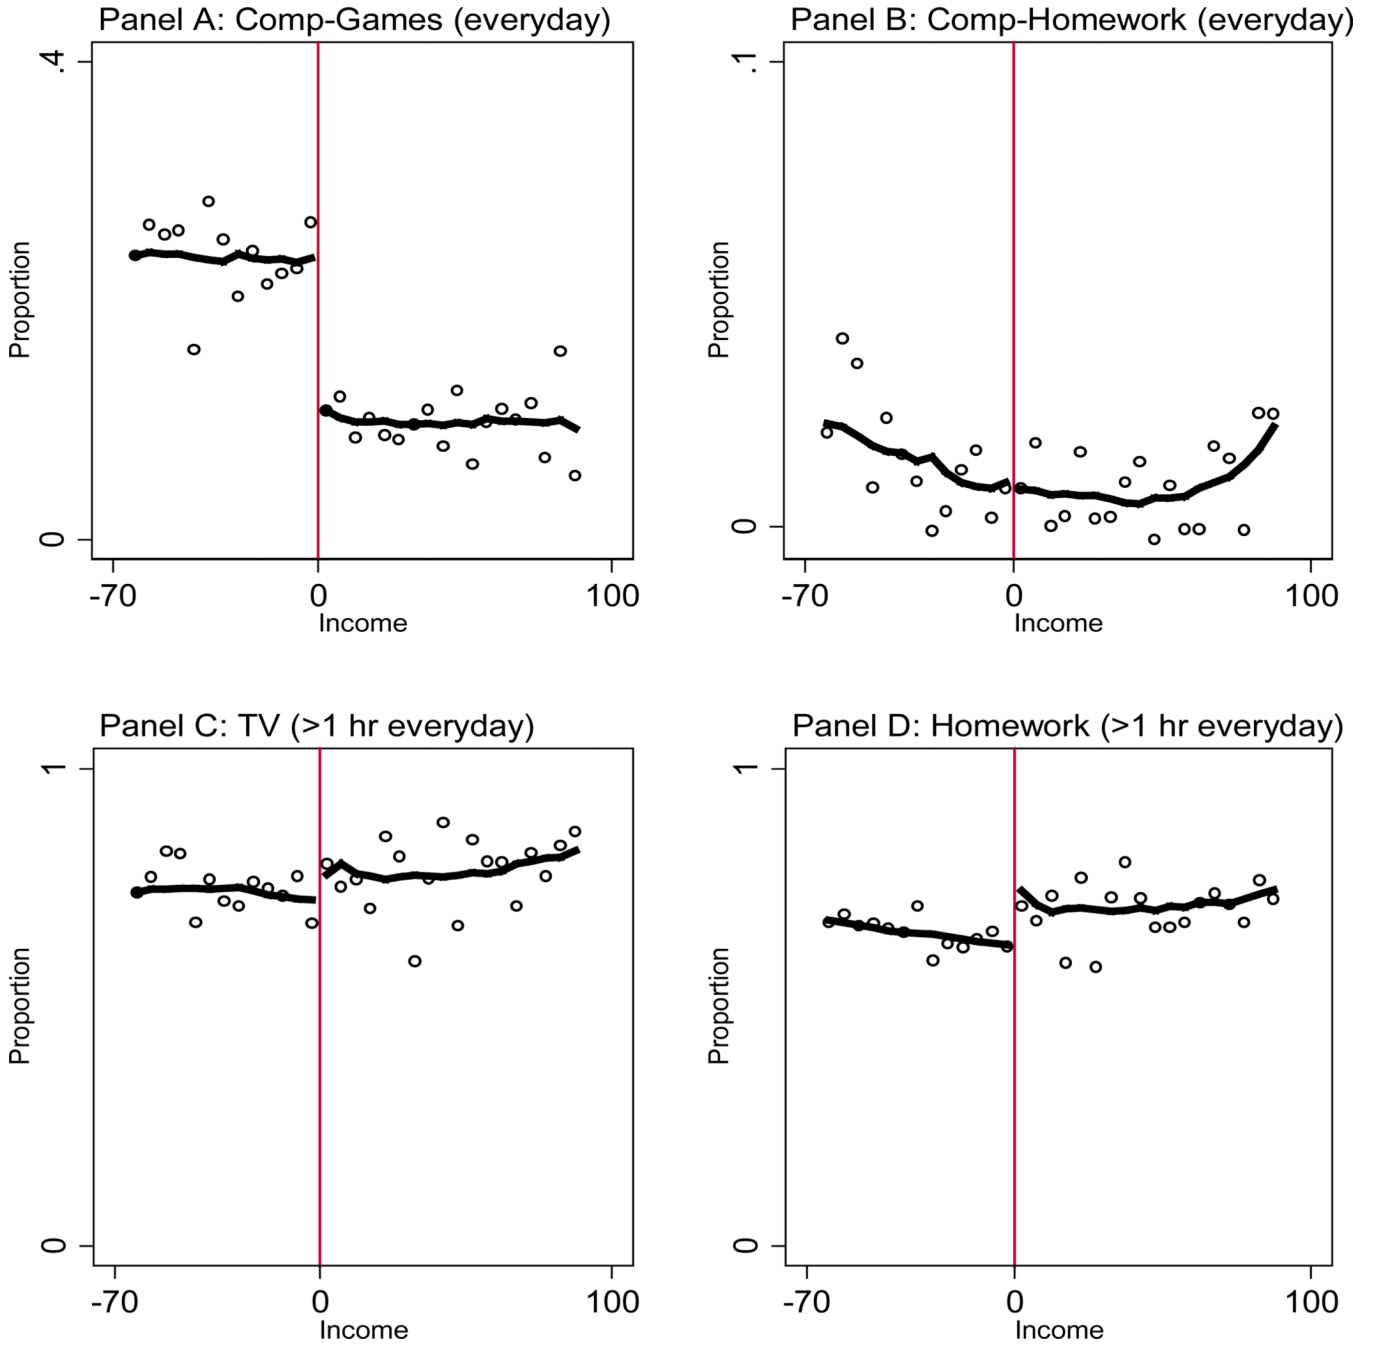 Panel A: Comp-Games (everyday)
.4
0
Proportion
-70 0 100
Income
Panel B: Comp-Homework (everyday)
.1
0
Proportion
-70 0 100
Income
Panel C: TV (>1 hr everyday)
1
0
Proportion
-70 0 100
Income
Panel D: Homework (>1 hr everyday)
1
0
Proportion
-70 0 100
Income